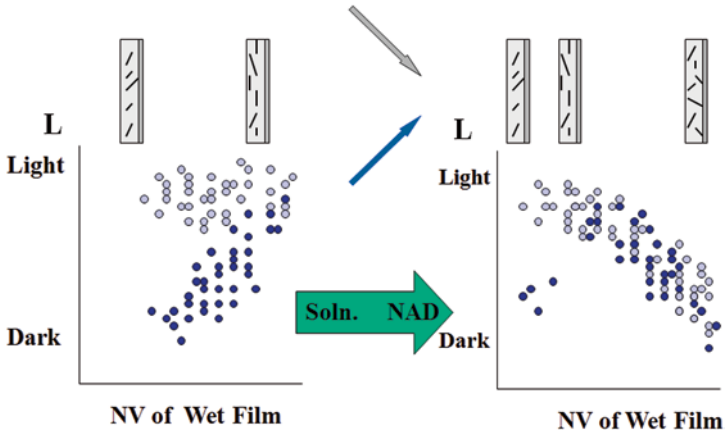 L
Light
Dark
NV of Wet Film
Soln. NAD
L
Light
Dark
NV of Wet Film